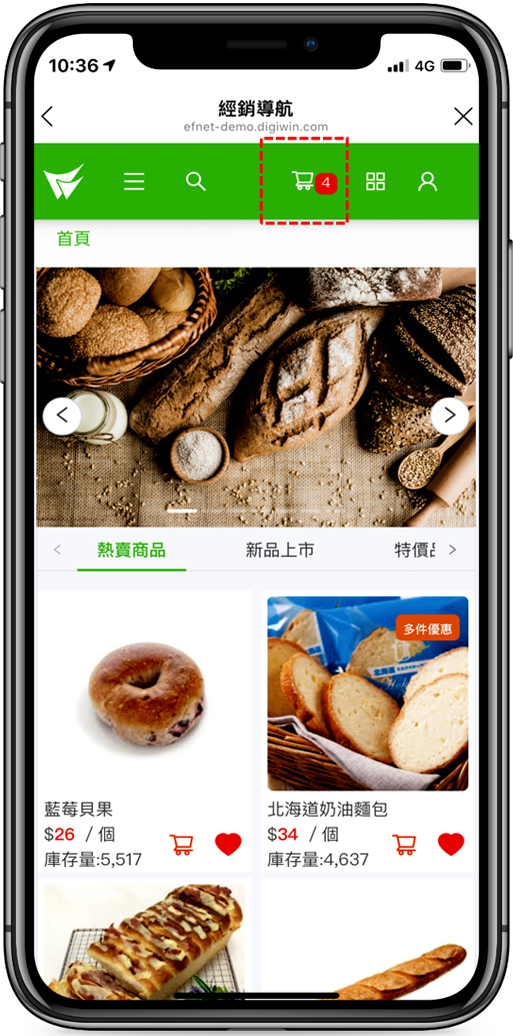 10:36
4G
經銷導航
efnet-demo.digiwin.com
4
首頁
熱賣商品
新品上市
特價
多件優惠
藍莓貝果
$26 / 個
庫存量:5,517
北海道奶油麵包
$34 / 個
庫存量:4,637